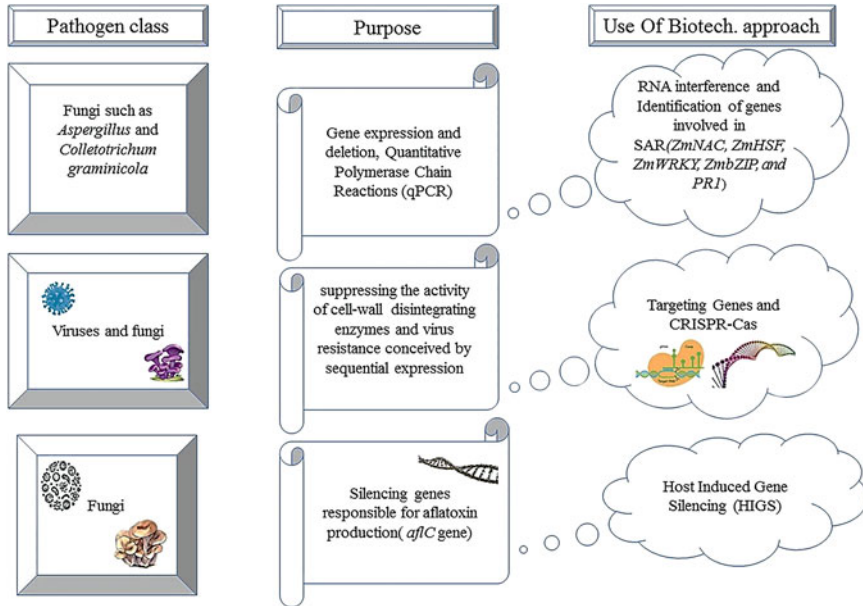 Pathogen class
Purpose
Use Of Biotech. approach
Fungi such as
Aspergillus and
Colletotrichum
graminicola
Gene expression and
deletion, Quantitative
Polymerase Chain
Reactions (qPCR)
RNA interference and
Identification of genes
involved in
SAR(ZmNAC, ZmHSF,
ZmWRKY, ZmbZIP, and
PR1)
Viruses and fungi
suppressing the activity
of cell-wall disintegrating
enzymes and virus
resistance conceived by
sequential expression
Targeting Genes and
CRISPR-Cas
Fungi
Silencing genes
responsible for aflatoxin
production( aflC gene)
Host Induced Gene
Silencing (HIGS)